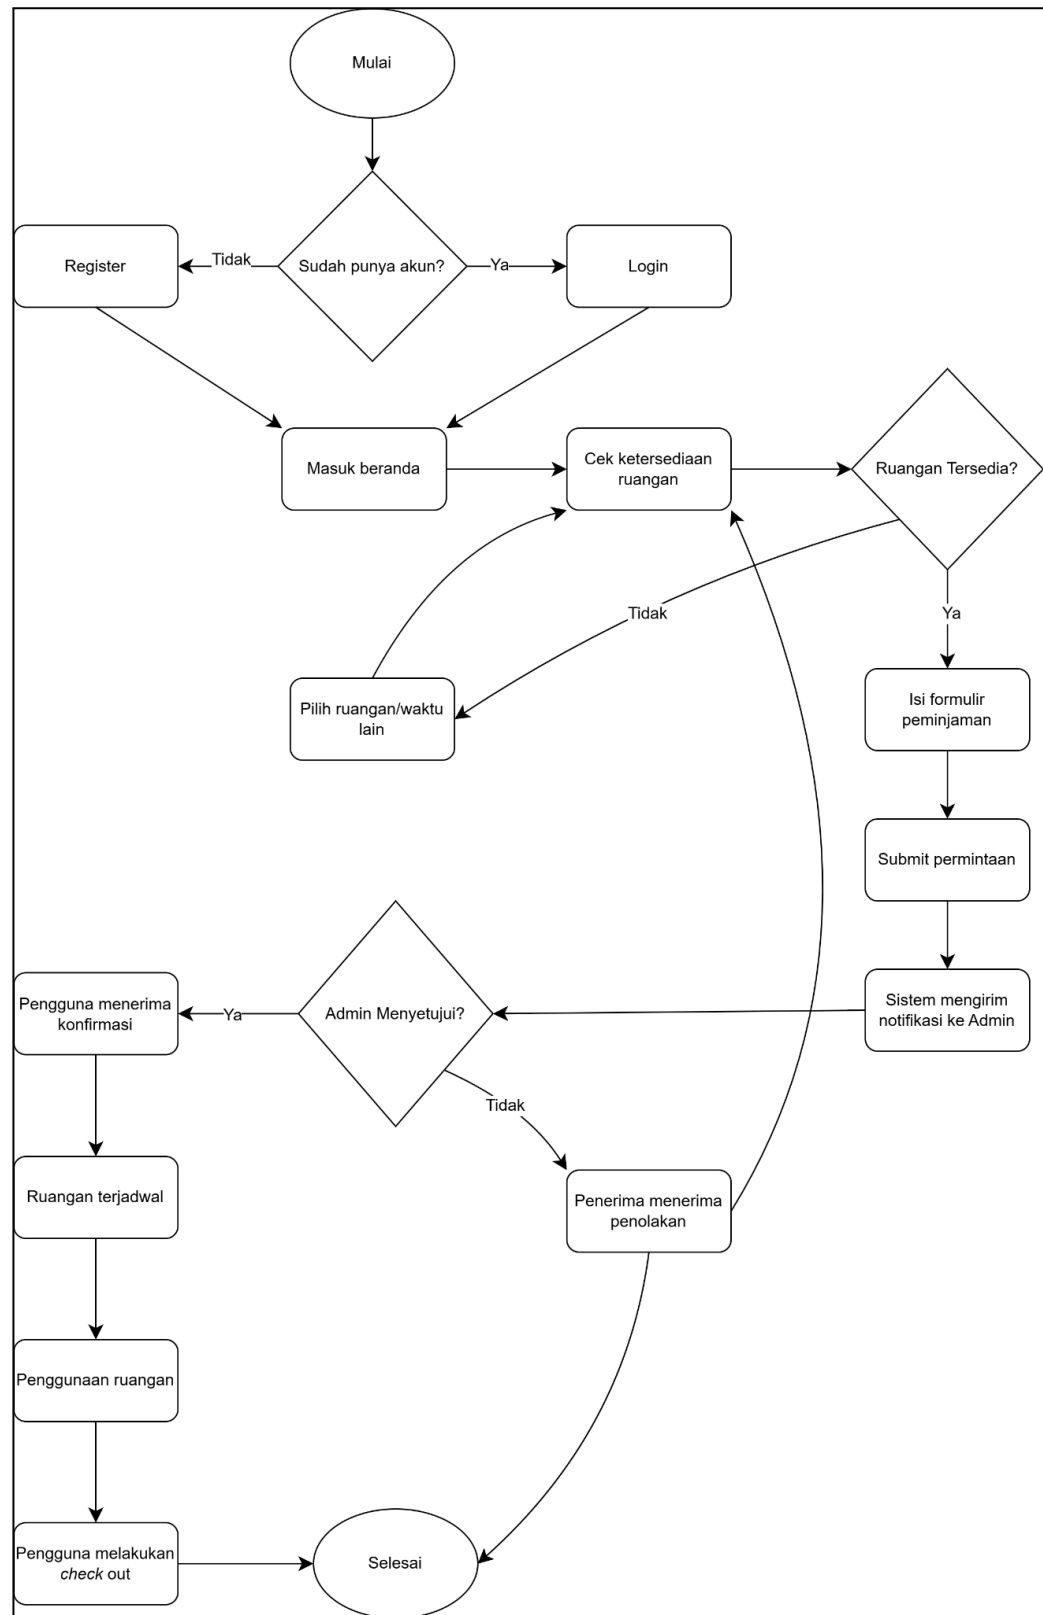 Mulai
Sudah punya akun?
Tidak
Register
Ya
Login
Masuk beranda
Cek ketersediaan
ruangan
Ruangan Tersedia?
Tidak
Pilih ruangan/waktu
lain
Ya
Isi formulir
peminjaman
Submit permintaan
Sistem mengirim
notifikasi ke Admin
Admin Menyetujui?
Ya
Pengguna menerima
konfirmasi
Tidak
Penerima menerima
penolakan
Ruangan terjadwal
Penggunaan ruangan
Pengguna melakukan
check out
Selesai